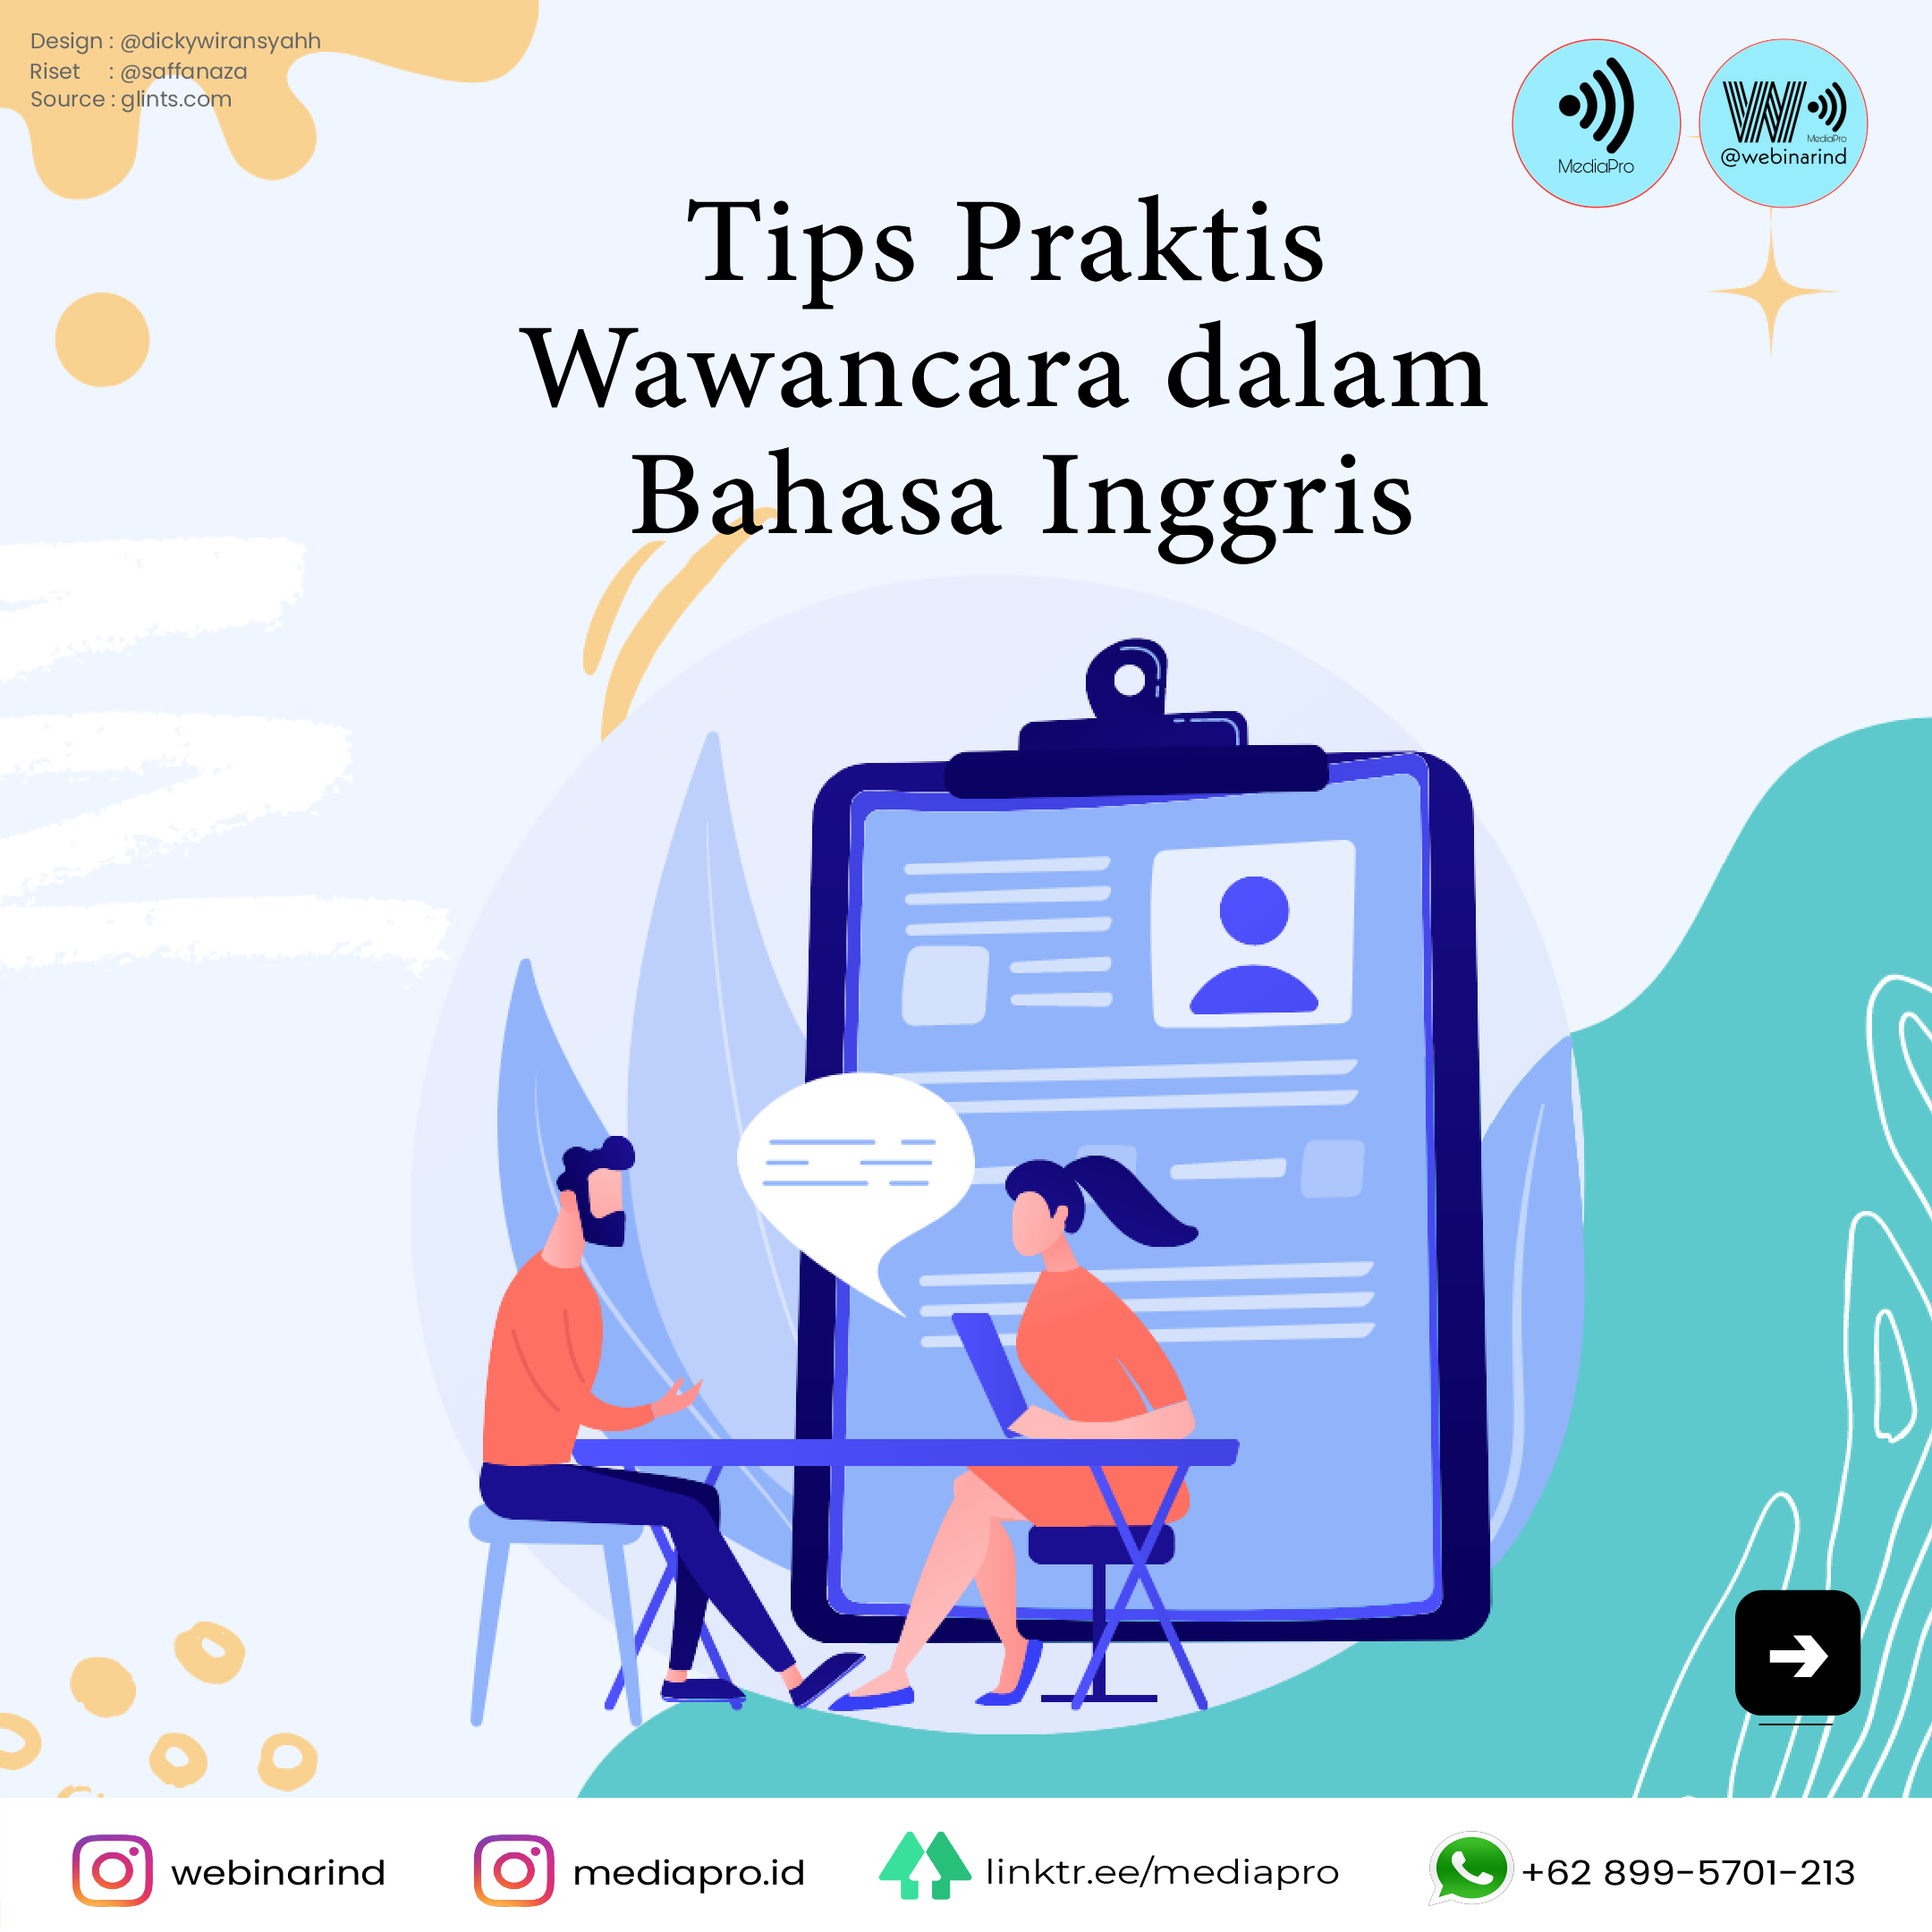 Design : @dickywiransyahh
Riset : @saffanaza
Source : glints.com
MediaPro
MediaPro
@webinarind
Tips Praktis
Wawancara dalam
Bahasa Inggris
webinarind
mediapro.id
linktr.ee/mediapro
+62 899-5701-213